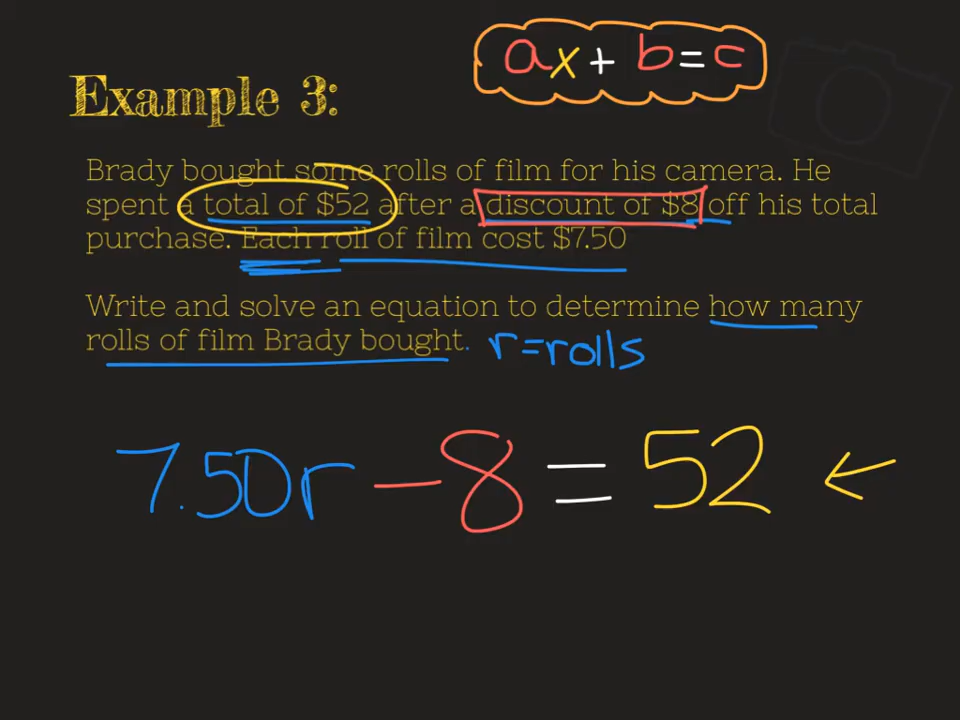 ax + b = c
Example 3:
Brady bought some rolls of film for his camera. He
spent a total of $52 after a discount of $8 off his total
purchase. Each roll of film cost $7.50
Write and solve an equation to determine how many
rolls of film Brady bought. r=rolls
7.50r - 8 = 52 ←